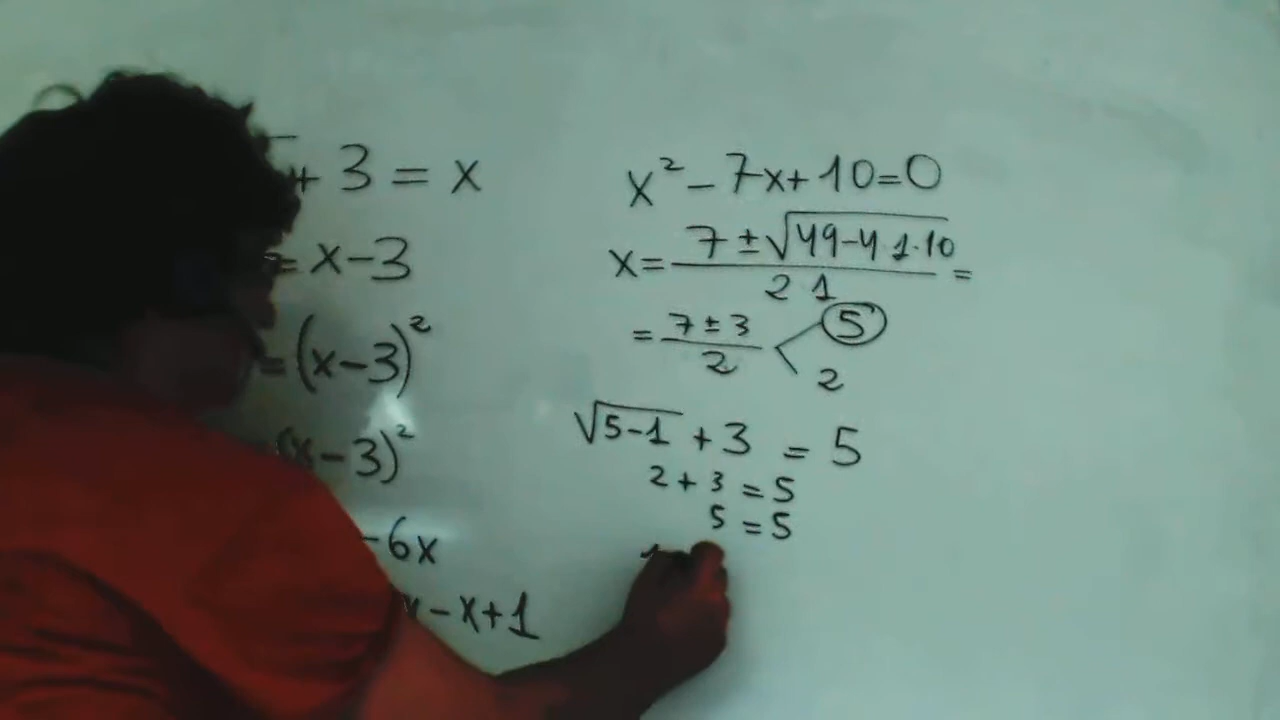 + 3 = x
= x-3
= (x-3)²
(x-3)²
-6x
- x+1
x² - 7x + 10 = 0
x = 7 ± √49-4 1·10 / 2 1 =
= 7 ± 3 / 2 < 5
2
√5-1 + 3 = 5
2 + 3 = 5
5 = 5